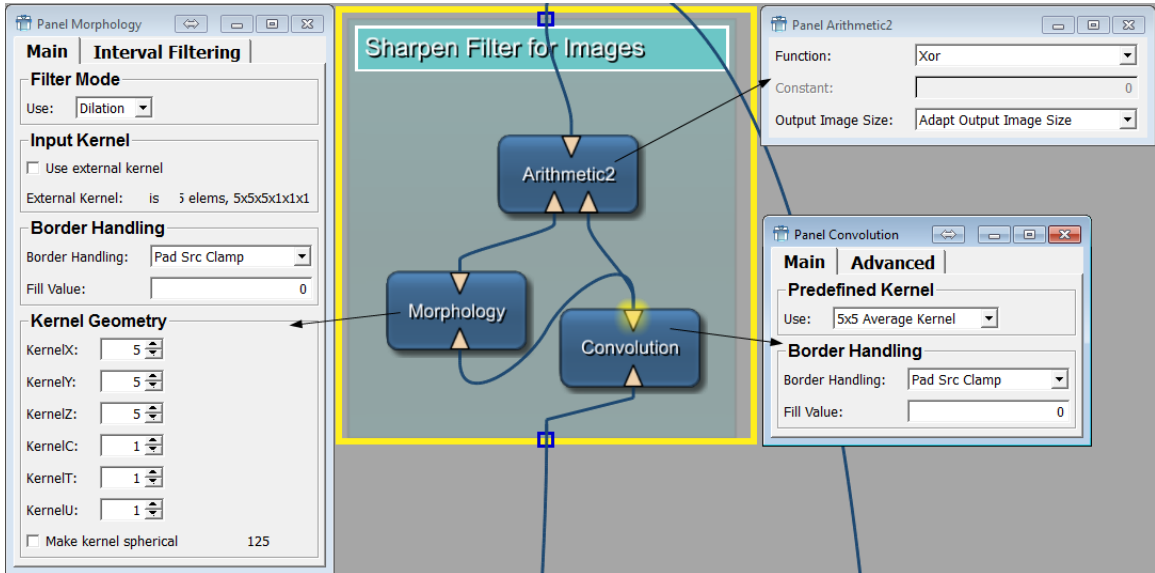 Panel Morphology
Main Interval Filtering
Filter Mode
Use: Dilation
Input Kernel
Use external kernel
External Kernel: is elems, 5x5x5x1x1x1
Border Handling
Border Handling: Pad Src Clamp
Fill Value: 0
Kernel Geometry
KernelX: 5
KernelY: 5
KernelZ: 5
KernelC: 1
KernelT: 1
KernelU: 1
Make kernel spherical 125
Sharpen Filter for Images
Arithmetic2
Morphology
Convolution
Panel Arithmetic2
Function: Xor
Constant: 0
Output Image Size: Adapt Output Image Size
Panel Convolution
Main Advanced
Predefined Kernel
Use: 5x5 Average Kernel
Border Handling
Border Handling: Pad Src Clamp
Fill Value: 0